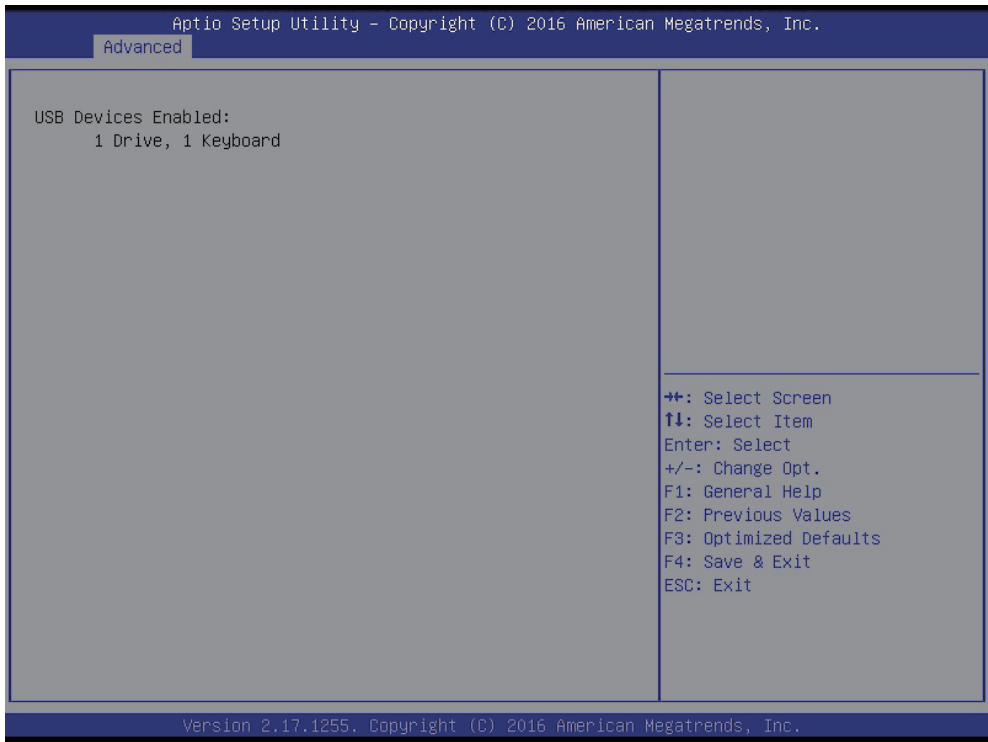 Aptio Setup Utility – Copyright (C) 2016 American Megatrends, Inc.
Advanced
USB Devices Enabled:
1 Drive, 1 Keyboard
→←: Select Screen
↑↓: Select Item
Enter: Select
+/-: Change Opt.
F1: General Help
F2: Previous Values
F3: Optimized Defaults
F4: Save & Exit
ESC: Exit
Version 2.17.1255. Copyright (C) 2016 American Megatrends, Inc.